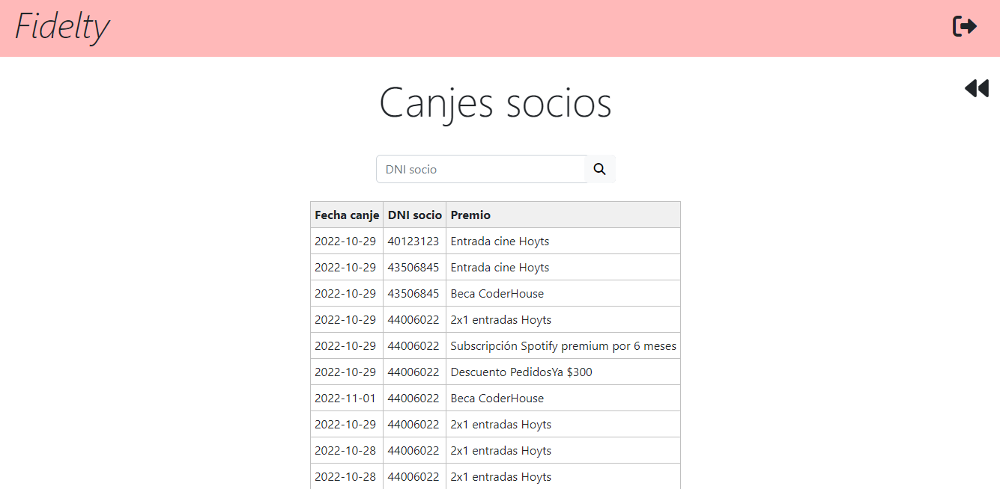 Fidelty
Canjes socios
DNI socio
Fecha canje DNI socio Premio
2022-10-29 40123123 Entrada cine Hoyts
2022-10-29 43506845 Entrada cine Hoyts
2022-10-29 43506845 Beca CoderHouse
2022-10-29 44006022 2x1 entradas Hoyts
2022-10-29 44006022 Subscripción Spotify premium por 6 meses
2022-10-29 44006022 Descuento PedidosYa $300
2022-11-01 44006022 Beca CoderHouse
2022-10-29 44006022 2x1 entradas Hoyts
2022-10-28 44006022 2x1 entradas Hoyts
2022-10-28 44006022 2x1 entradas Hoyts